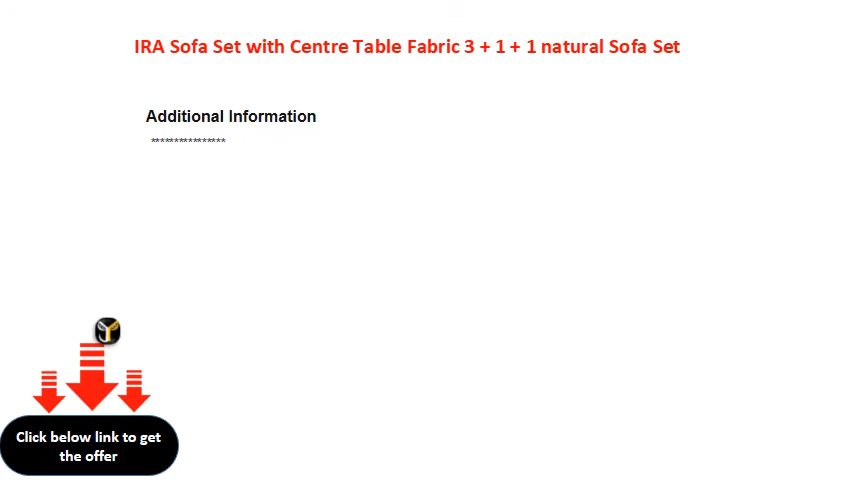 IRA Sofa Set with Centre Table Fabric 3 + 1 + 1 natural Sofa Set
Additional Information
****************
Click below link to get
the offer